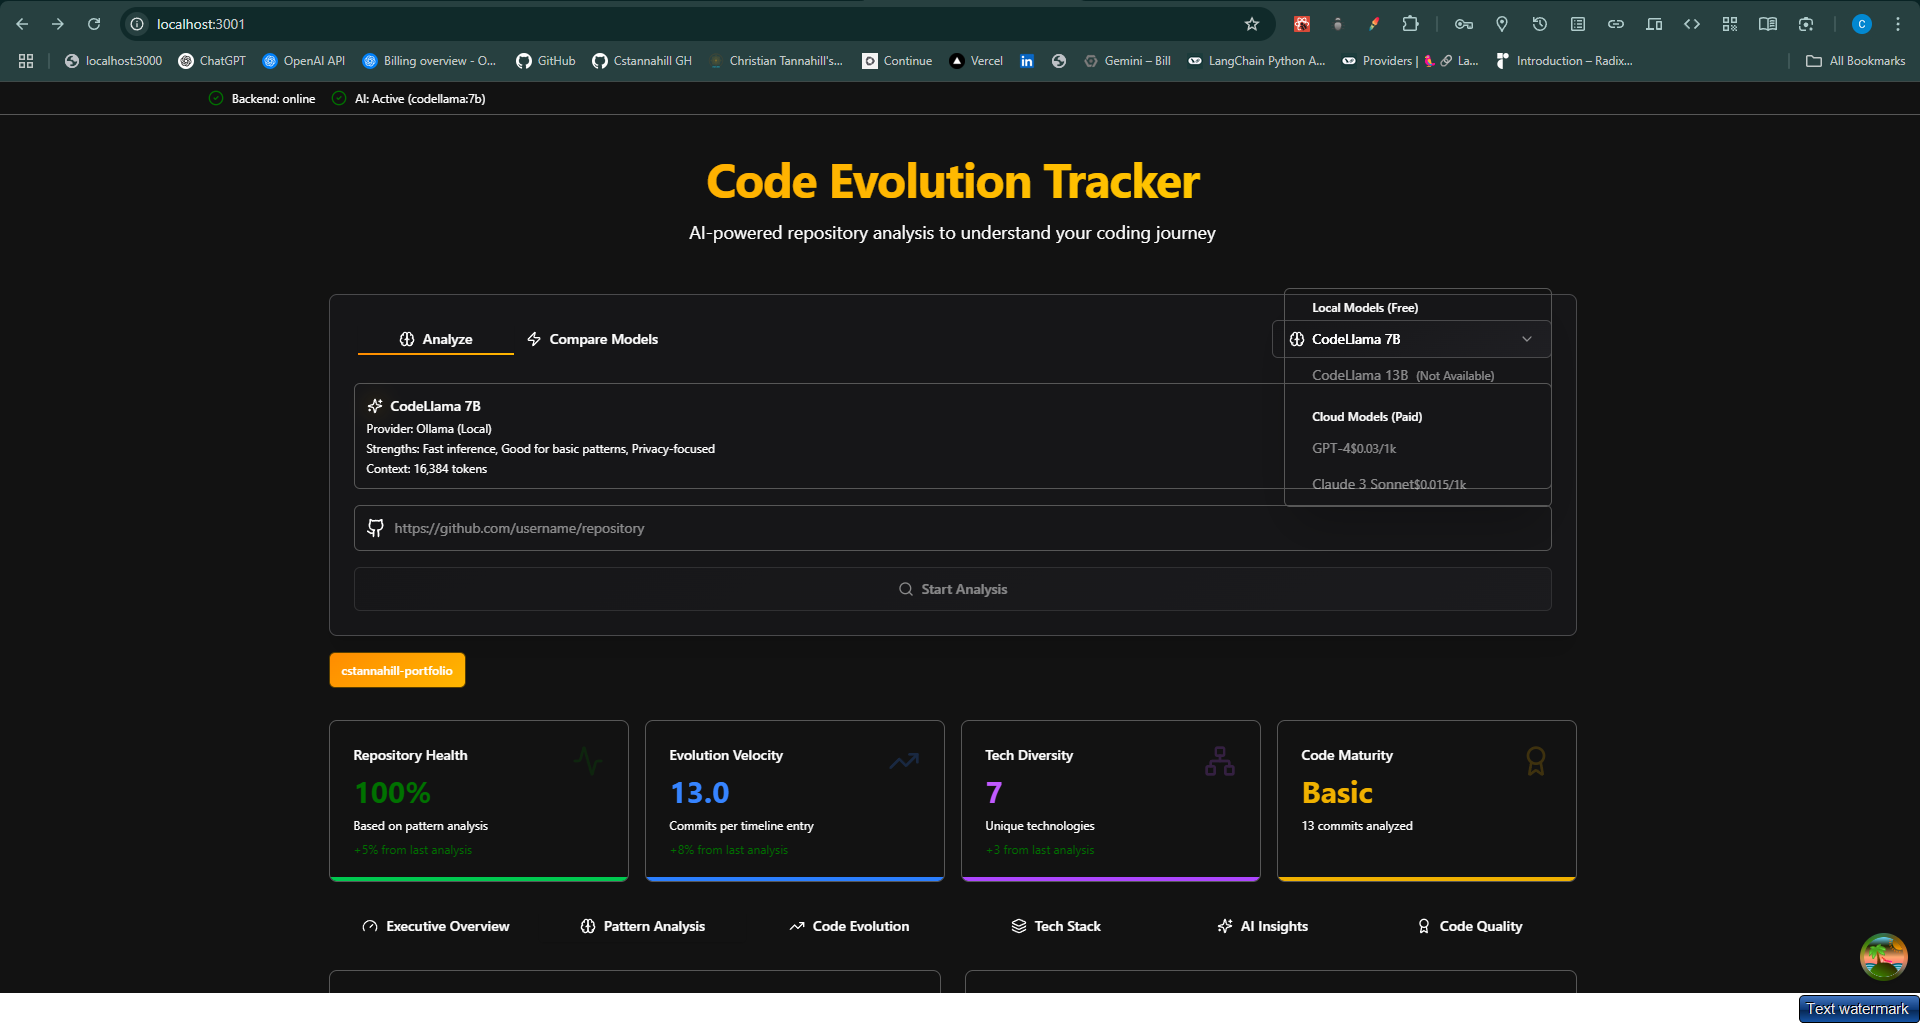 localhost:3001
localhost:3000
ChatGPT
OpenAI API
Billing overview - O...
GitHub
Cstannahill GH
Christian Tannahill's...
Continue
Vercel
Gemini – Bill
LangChain Python A...
Providers | La...
Introduction – Radix...
All Bookmarks
C
Backend: online
AI: Active (codellama:7b)
Code Evolution Tracker
AI-powered repository analysis to understand your coding journey
Analyze
Compare Models
Local Models (Free)
CodeLlama 7B
CodeLlama 13B (Not Available)
Cloud Models (Paid)
GPT-4$0.03/1k
Claude 3 Sonnet$0.015/1k
CodeLlama 7B
Provider: Ollama (Local)
Strengths: Fast inference, Good for basic patterns, Privacy-focused
Context: 16,384 tokens
https://github.com/username/repository
Start Analysis
cstannahill-portfolio
Repository Health
100%
Based on pattern analysis
+5% from last analysis
Evolution Velocity
13.0
Commits per timeline entry
+8% from last analysis
Tech Diversity
7
Unique technologies
+3 from last analysis
Code Maturity
Basic
13 commits analyzed
Executive Overview
Pattern Analysis
Code Evolution
Tech Stack
AI Insights
Code Quality
Text watermark